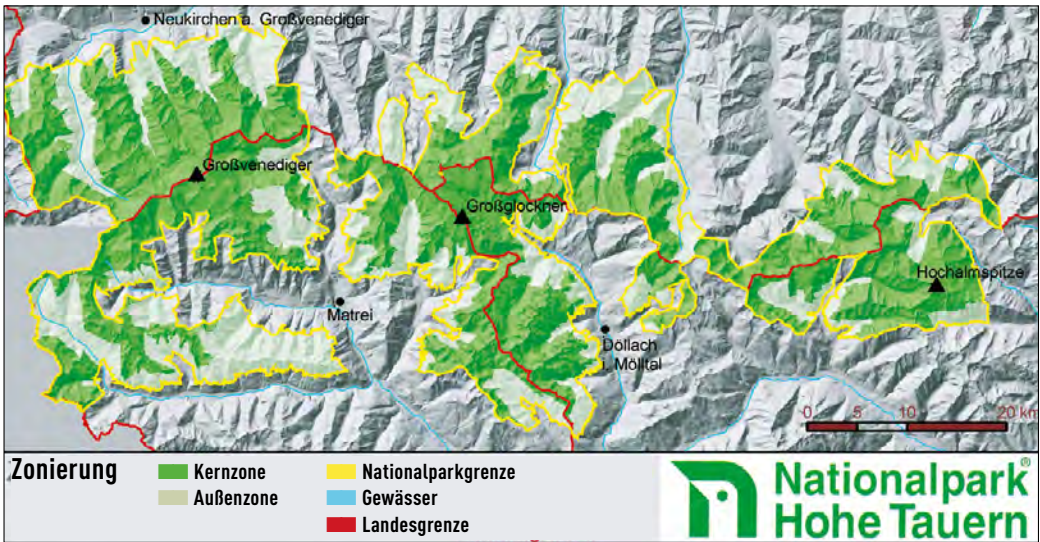 Neukirchen a. Großvenediger
Großvenediger
Großglockner
Hochalmspitze
Matrei
Döllach
i. Mölltal
0 5 10 20 km
Zonierung
Kernzone
Außenzone
Nationalparkgrenze
Gewässer
Landesgrenze
Nationalpark®
Hohe Tauern